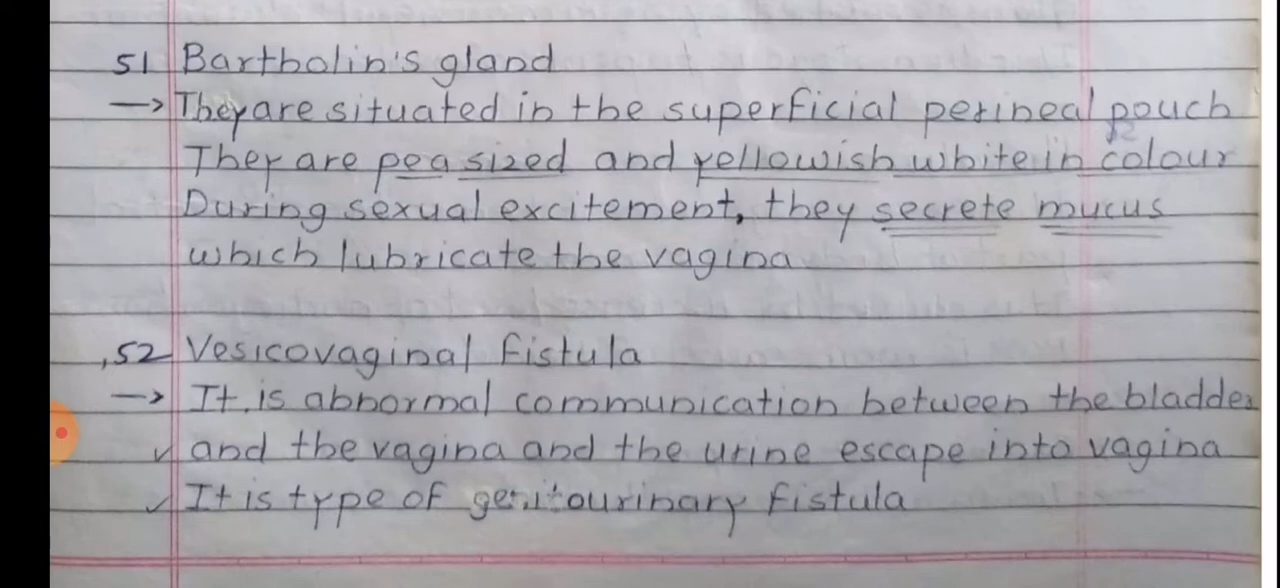 51 Bartholin's gland
→ They are situated in the superficial perineal pouch
They are pea sized and yellowish white in colour
During sexual excitement, they secrete mucus
which lubricate the vagina
52 Vesicovaginal fistula
→ It is abnormal communication between the bladder
✓ and the vagina and the urine escape into vagina
✓ It is type of genitourinary fistula